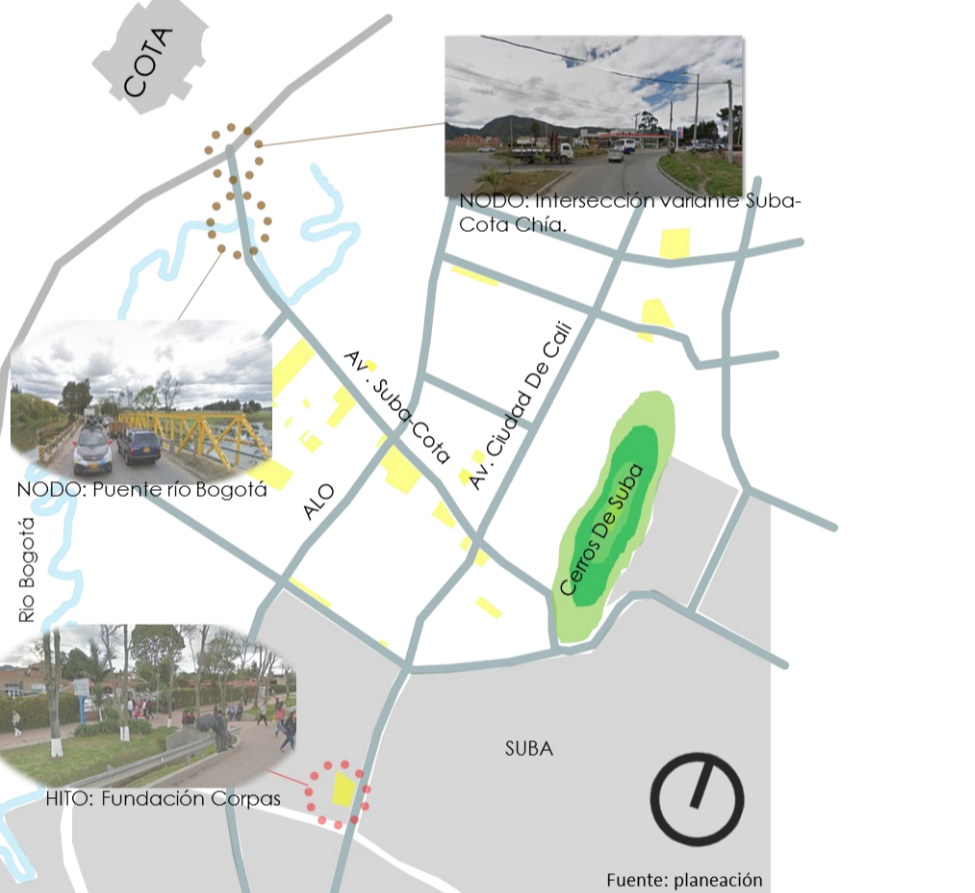 COTA
NODO: Intersección variante Suba-
Cota Chía.
Av. Suba-Cota
Av. Ciudad De Cali
NODO: Puente río Bogotá
ALO
Cerros De Suba
Rio Bogotá
SUBA
HITO: Fundación Corpas
Fuente: planeación